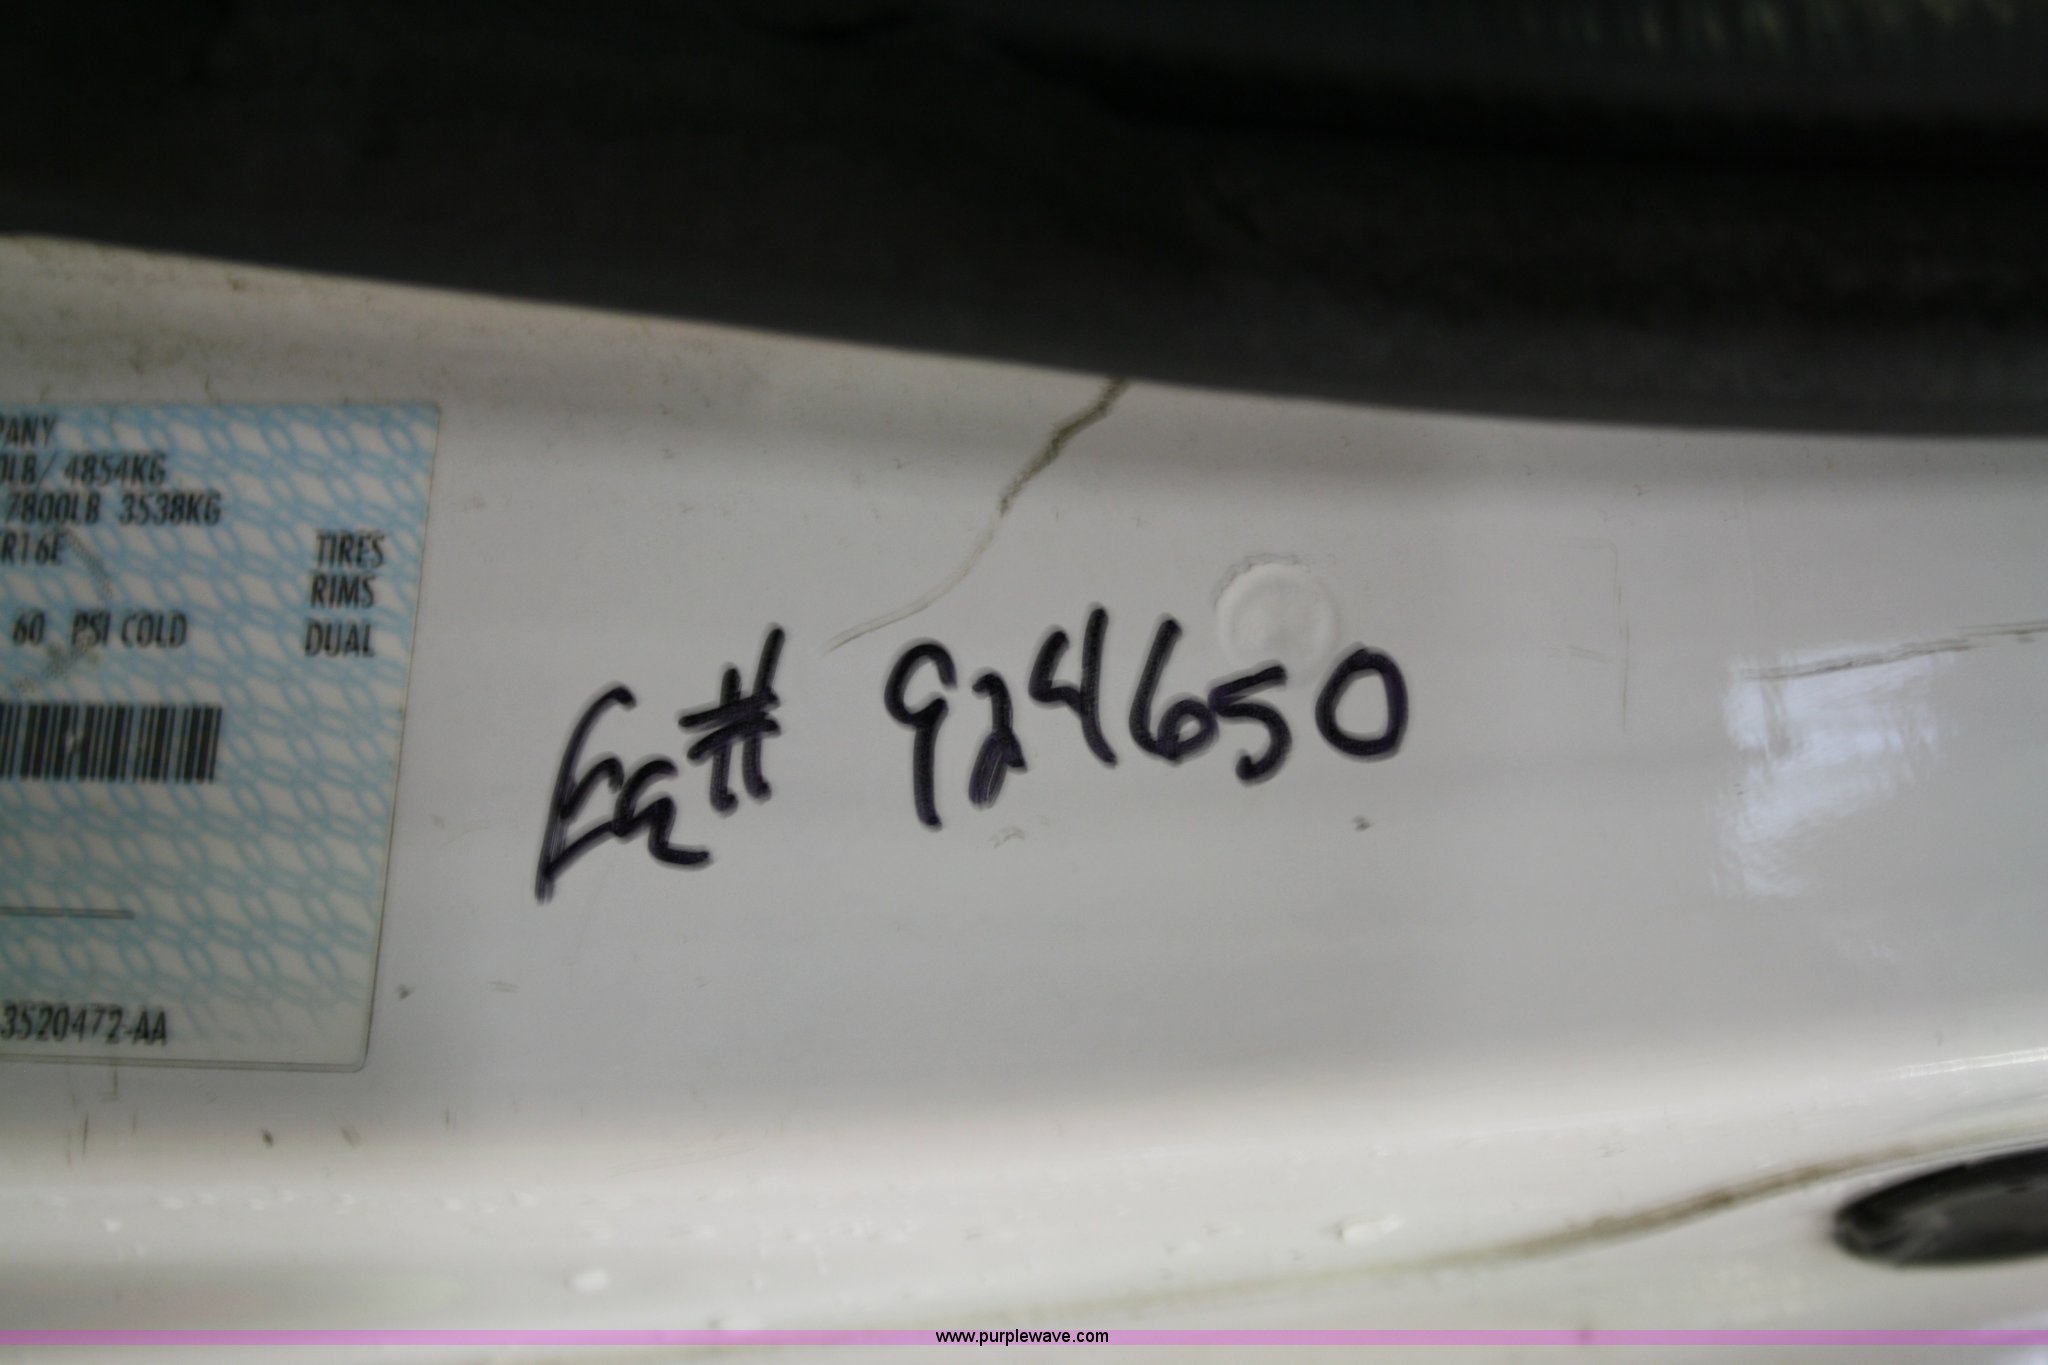 PANY
0LB/ 4854KG
7800LB 3538KG
R16E TIRES
RIMS
60 PSI COLD DUAL
3520472-AA
Eq# 924650
www.purplewave.com